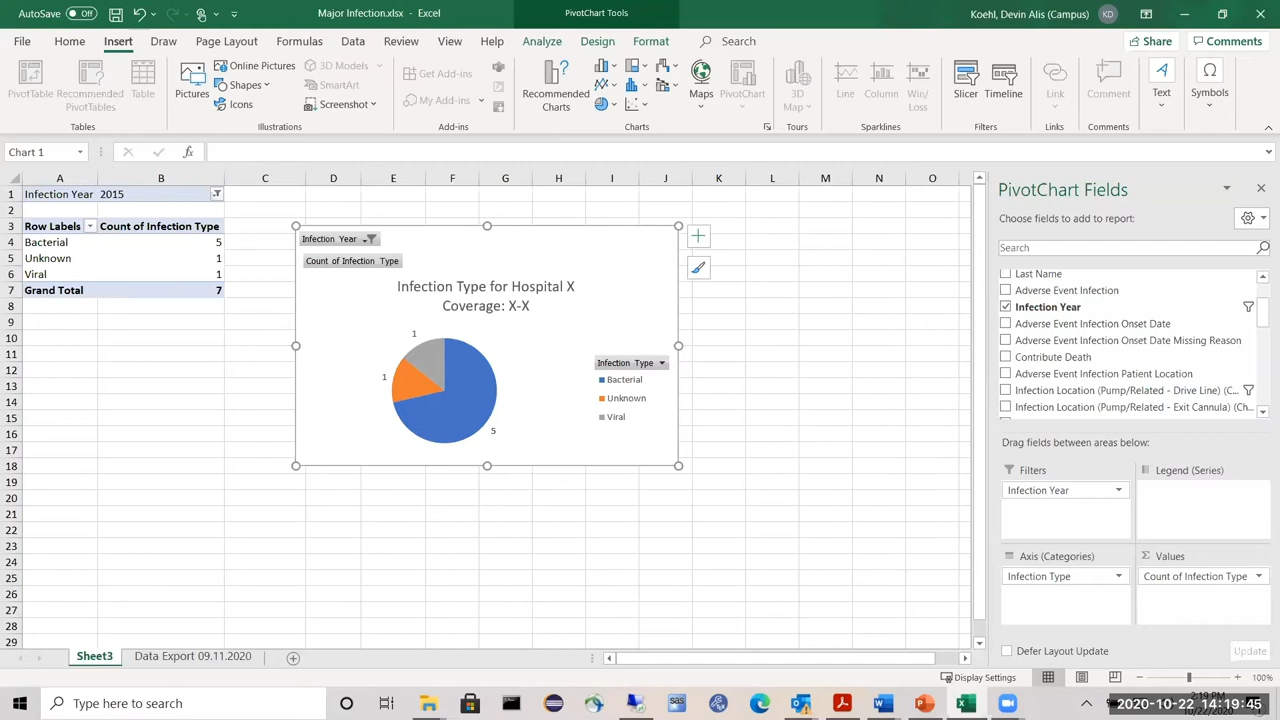 AutoSave Off
Major Infection.xlsx - Excel
PivotChart Tools
Koehl, Devin Alis (Campus) KD
File Home Insert Draw Page Layout Formulas Data Review View Help Analyze Design Format Search
Share Comments
PivotTable Recommended PivotTables Table
Tables
Pictures Online Pictures Shapes Icons
3D Models SmartArt Screenshot
Illustrations
Get Add-ins
My Add-ins
Add-ins
Recommended Charts
Maps PivotChart
Charts
3D Map
Tours
Line Column Win/Loss
Sparklines
Slicer Timeline
Filters
Link
Links
Comment
Comments
Text Symbols
Chart 1 fx
A B C D E F G H I J K L M N O
1 Infection Year 2015
2
3 Row Labels Count of Infection Type
4 Bacterial 5
5 Unknown 1
6 Viral 1
7 Grand Total 7
8
9
10
11
12
13
14
15
16
17
18
19
20
21
22
23
24
25
26
27
28
29
Infection Year
Count of Infection Type
Infection Type for Hospital X
Coverage: X-X
1
1
5
Infection Type
Bacterial
Unknown
Viral
PivotChart Fields
Choose fields to add to report:
Search
Last Name
Adverse Event Infection
Infection Year
Adverse Event Infection Onset Date
Adverse Event Infection Onset Date Missing Reason
Contribute Death
Adverse Event Infection Patient Location
Infection Location (Pump/Related - Drive Line) (C...
Infection Location (Pump/Related - Exit Cannula) (Ch...
Drag fields between areas below:
Filters Legend (Series)
Infection Year
Axis (Categories) Σ Values
Infection Type Count of Infection Type
Defer Layout Update Update
Sheet3 Data Export 09.11.2020
Display Settings 100%
Type here to search
2:19 PM
2020-10-22 14:19:45
10/22/2020